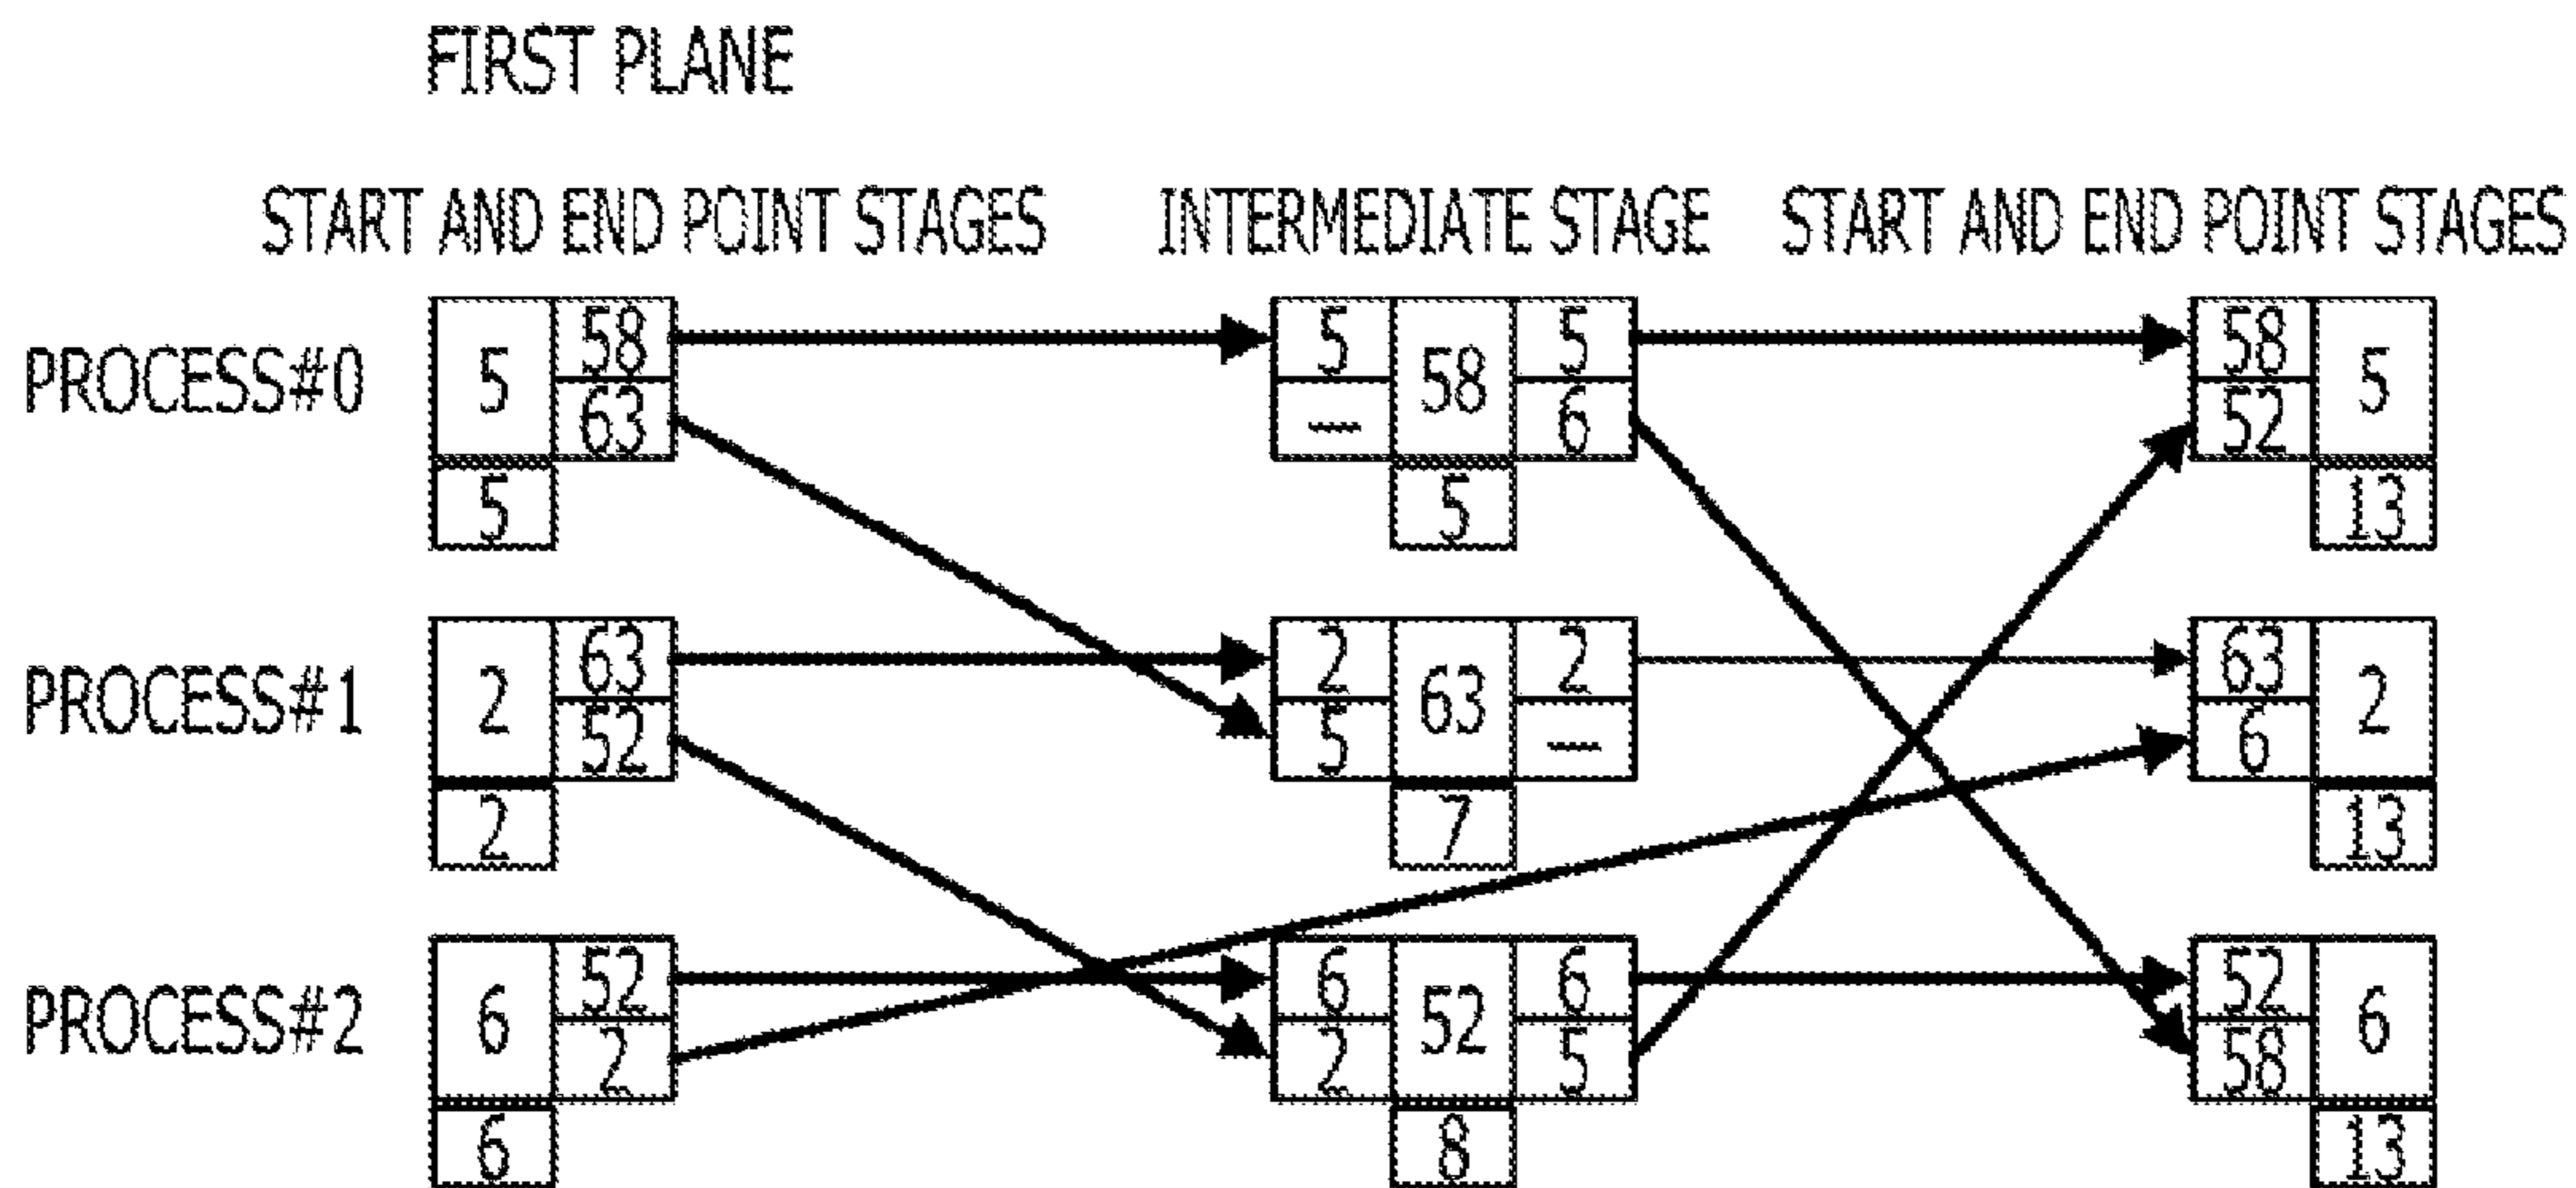 FIRST PLANE
START AND END POINT STAGES INTERMEDIATE STAGE START AND END POINT STAGES
PROCESS#0 5 58 63 5
5 — 58 5 6 5
58 52 5 13
PROCESS#1 2 63 52 2
2 5 63 2 — 7
63 6 2 13
PROCESS#2 6 52 2 6
6 2 52 6 5 8
52 58 6 13